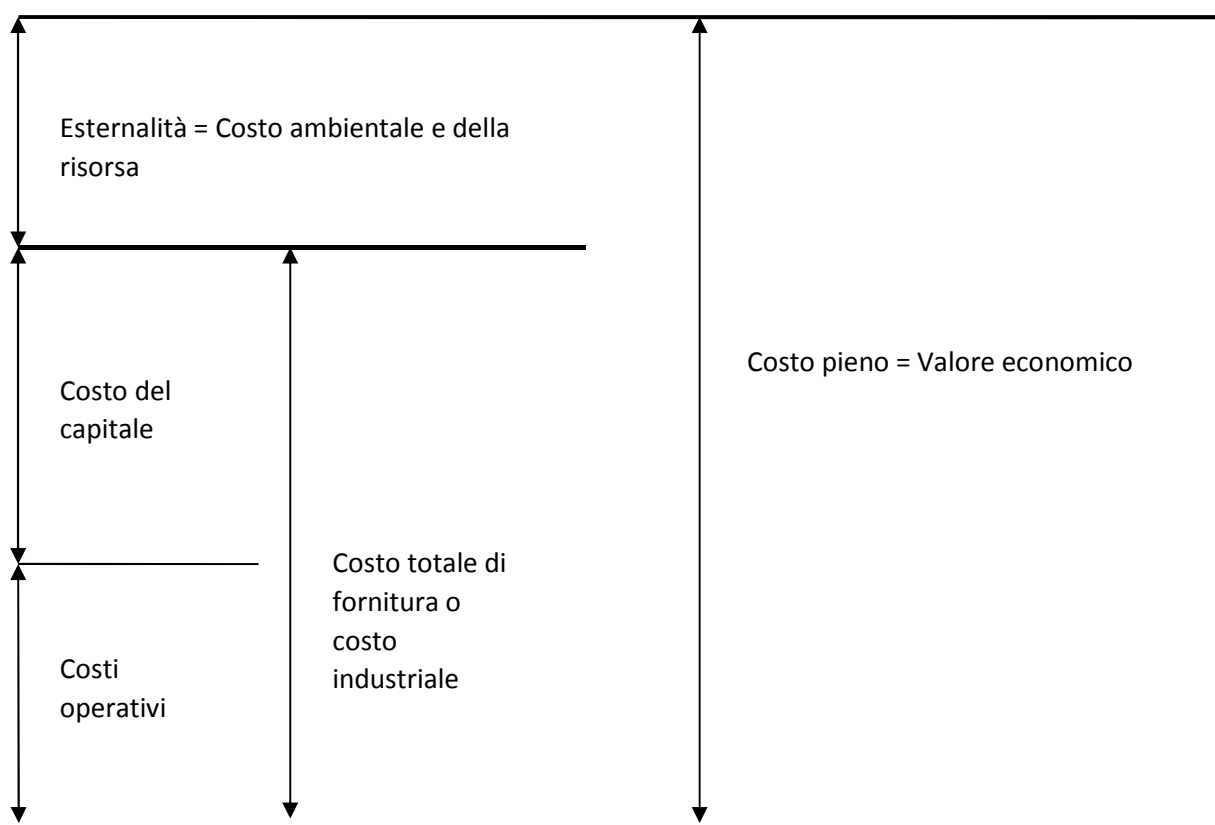 Esternalità = Costo ambientale e della
risorsa
Costo pieno = Valore economico
Costo del
capitale
Costo totale di
fornitura o
costo
industriale
Costi
operativi